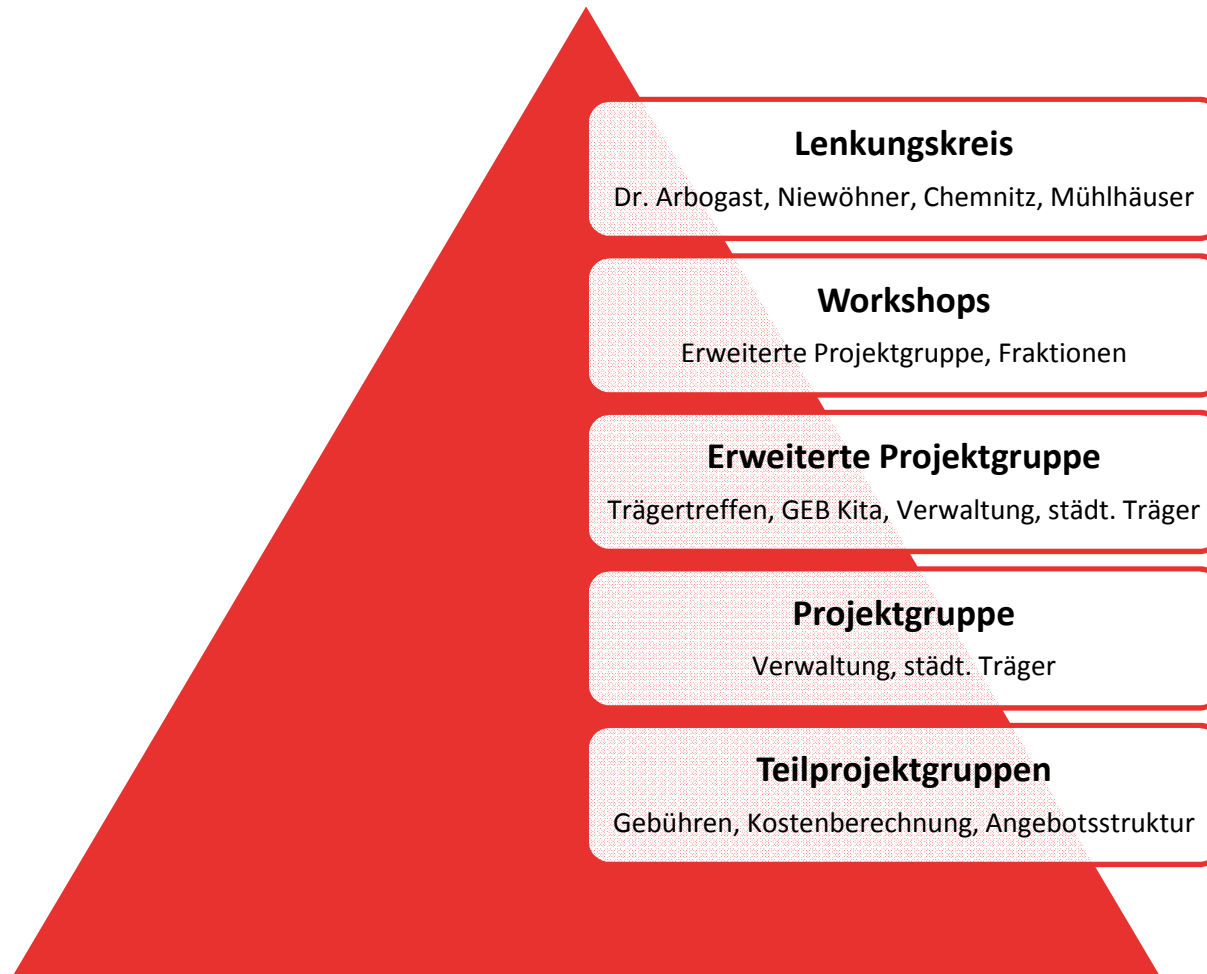 Lenkungskreis
Dr. Arbogast, Niewöhner, Chemnitz, Mühlhäuser
Workshops
Erweiterte Projektgruppe, Fraktionen
Erweiterte Projektgruppe
Trägertreffen, GEB Kita, Verwaltung, städt. Träger
Projektgruppe
Verwaltung, städt. Träger
Teilprojektgruppen
Gebühren, Kostenberechnung, Angebotsstruktur